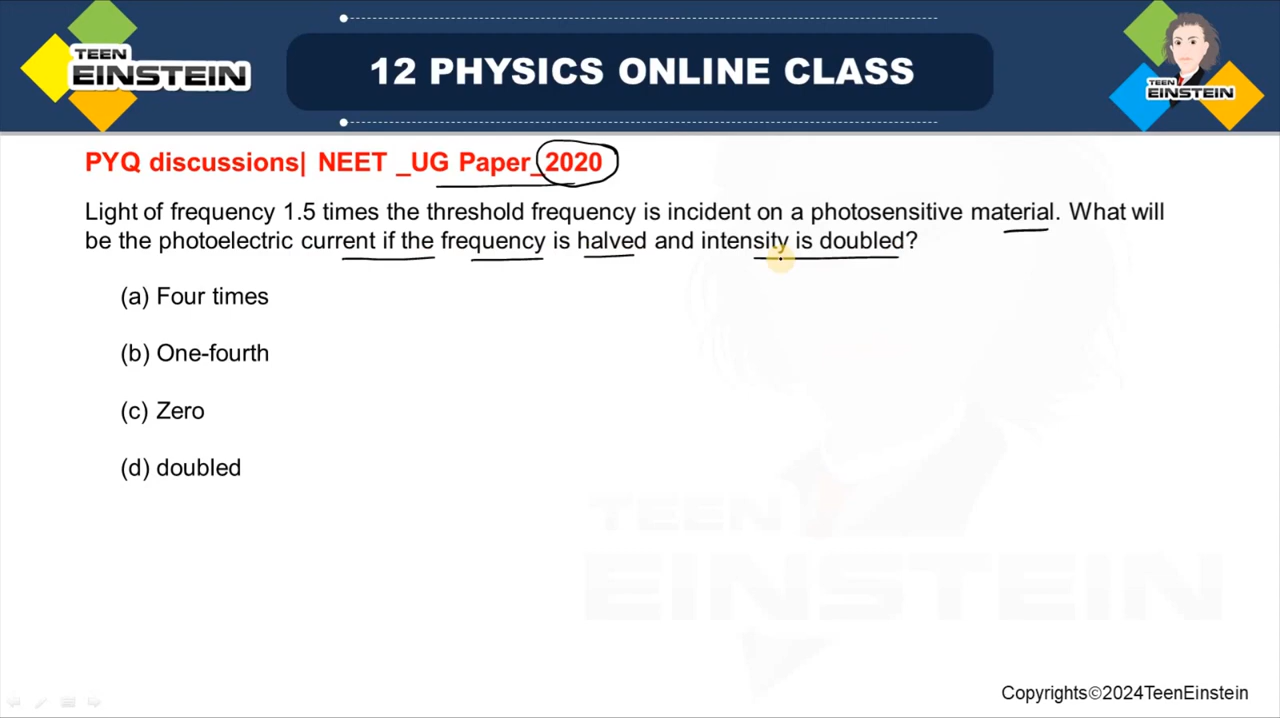 TEEN
EINSTEIN
12 PHYSICS ONLINE CLASS
TEEN
EINSTEIN
PYQ discussions| NEET _UG Paper_2020
Light of frequency 1.5 times the threshold frequency is incident on a photosensitive material. What will
be the photoelectric current if the frequency is halved and intensity is doubled?
(a) Four times
(b) One-fourth
(c) Zero
(d) doubled
TEEN
EINSTEIN
Copyrights©2024TeenEinstein